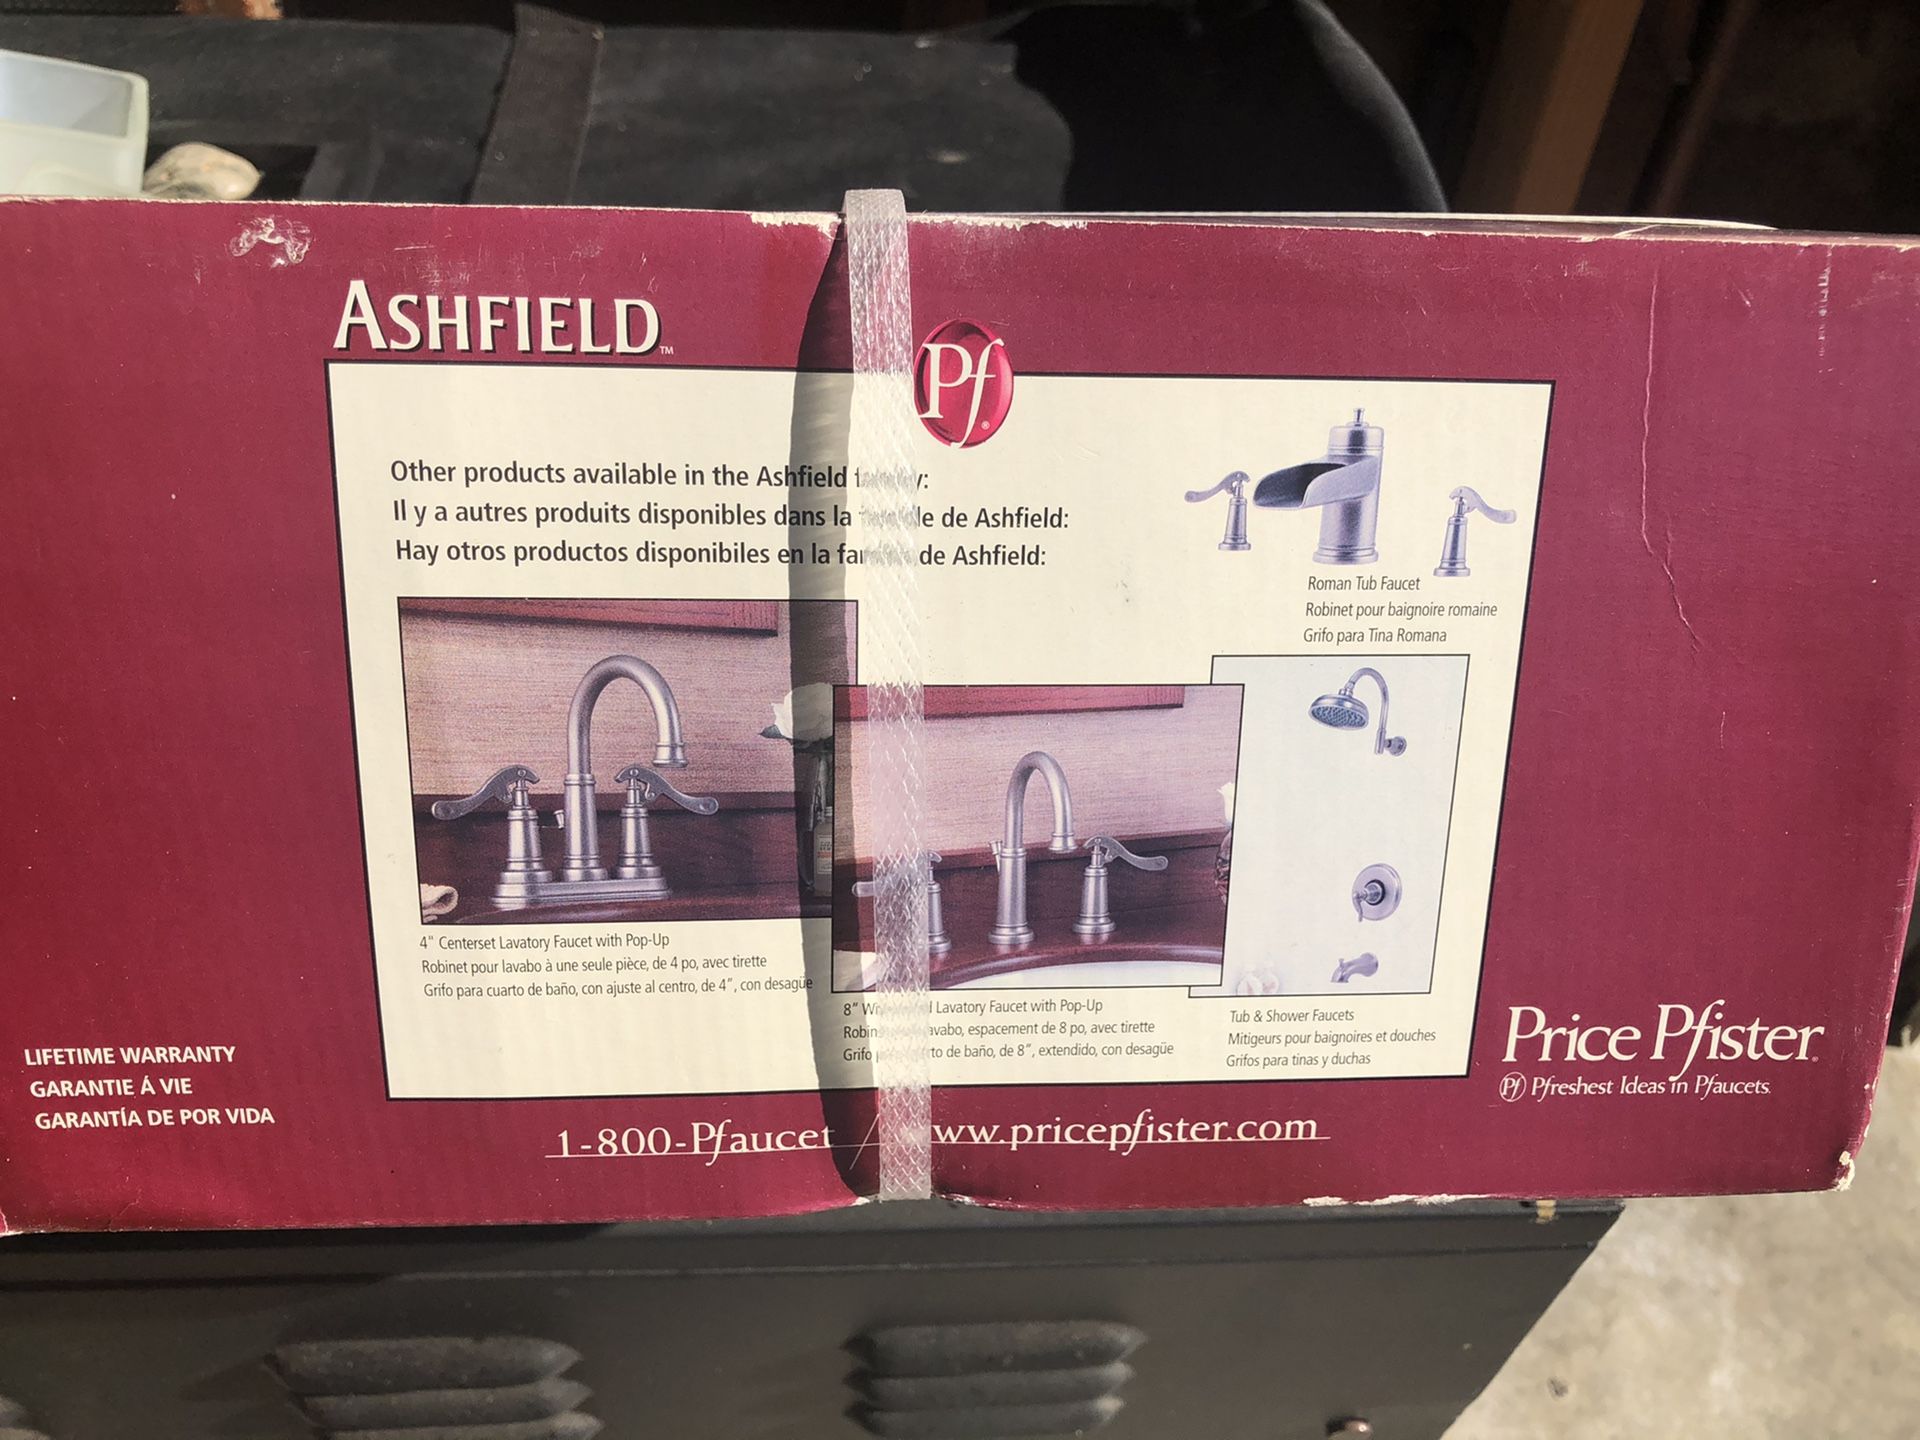 ASHFIELD™
Pf®
Other products available in the Ashfield
Il y a autres produits disponibles dans la de Ashfield:
Hay otros productos disponibiles en la de Ashfield:
Roman Tub Faucet
Robinet pour baignoire romaine
Grifo para Tina Romana
4" Centerset Lavatory Faucet with Pop-Up
Robinet pour lavabo à une seule pièce, de 4 po, avec tirette
Grifo para cuarto de baño, con ajuste al centro, de 4", con desagüe
8" Lavatory Faucet with Pop-Up
lavabo, espacement de 8 po, avec tirette
Grifo de baño, de 8", extendido, con desagüe
Tub & Shower Faucets
Mitigeurs pour baignoires et douches
Grifos para tinas y duchas
LIFETIME WARRANTY
GARANTIE Á VIE
GARANTÍA DE POR VIDA
Price Pfister®
Pf Pfreshest Ideas in Pfaucets.
1-800-Pfaucet / www.pricepfister.com